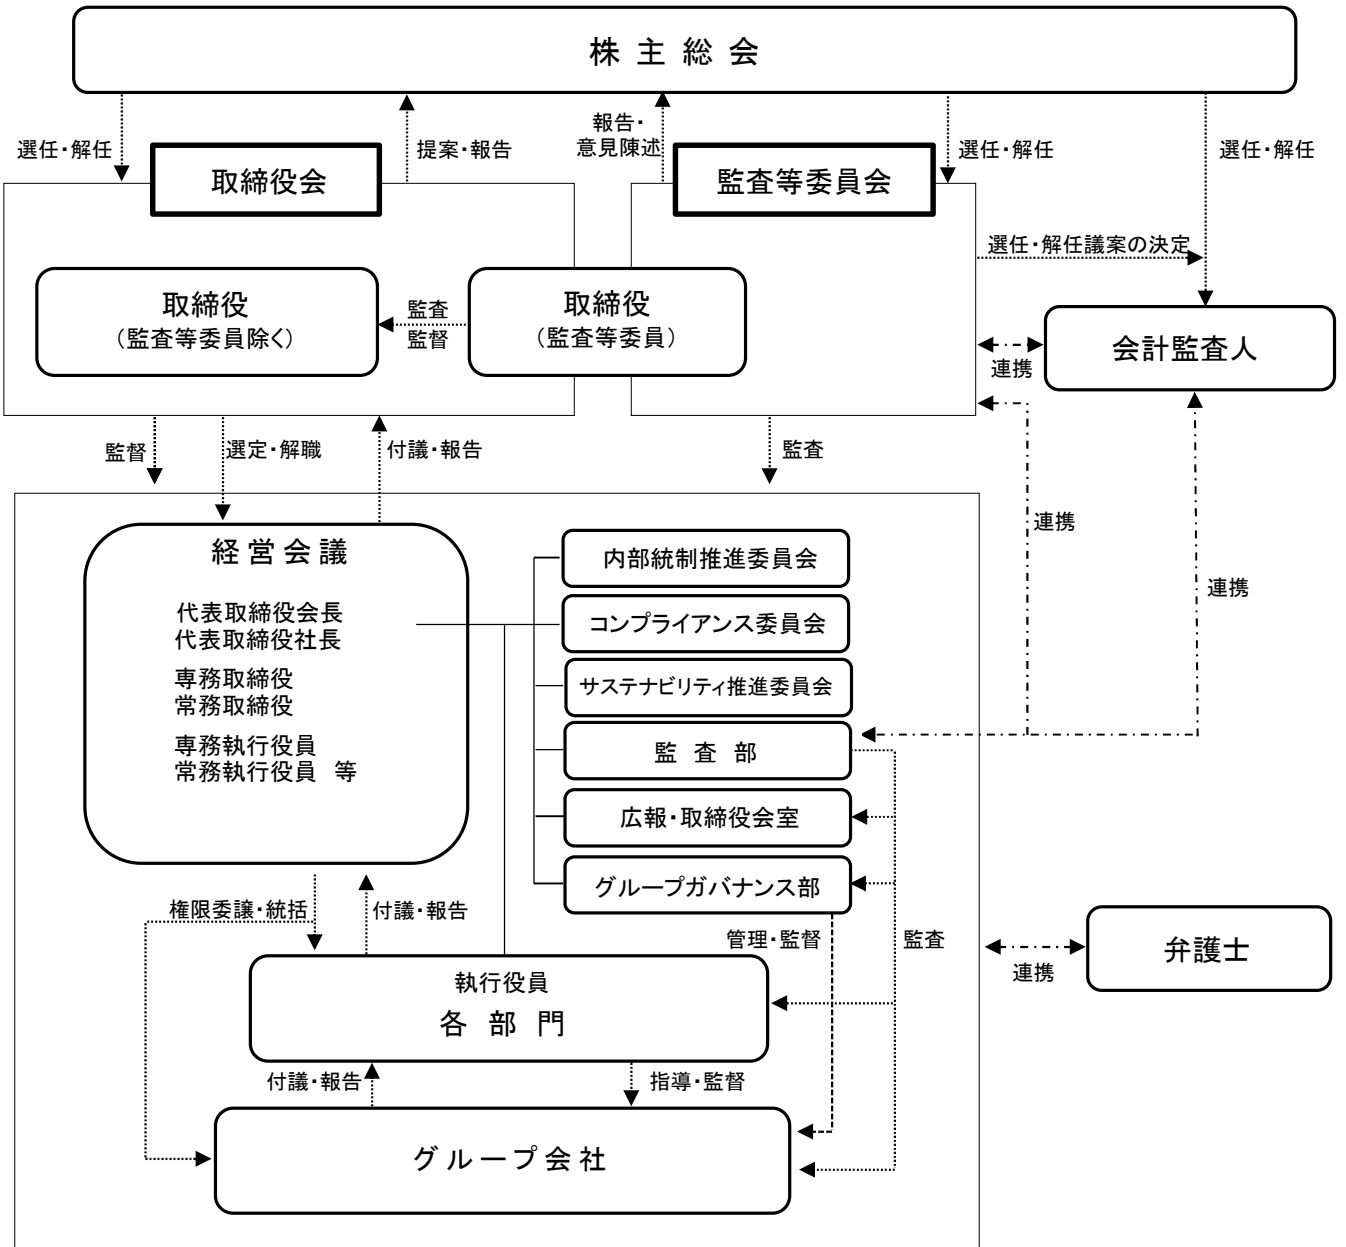 株主総会
選任・解任
提案・報告
報告・
意見陳述
選任・解任
選任・解任
取締役会
監査等委員会
選任・解任議案の決定
取締役
（監査等委員除く）
監査
監督
取締役
（監査等委員）
会計監査人
連携
監督
選定・解職
付議・報告
監査
連携
連携
経営会議
代表取締役会長
代表取締役社長
専務取締役
常務取締役
専務執行役員
常務執行役員 等
内部統制推進委員会
コンプライアンス委員会
サステナビリティ推進委員会
監査部
広報・取締役会室
グループガバナンス部
権限委譲・統括
付議・報告
管理・監督
監査
弁護士
連携
執行役員
各部門
付議・報告
指導・監督
グループ会社